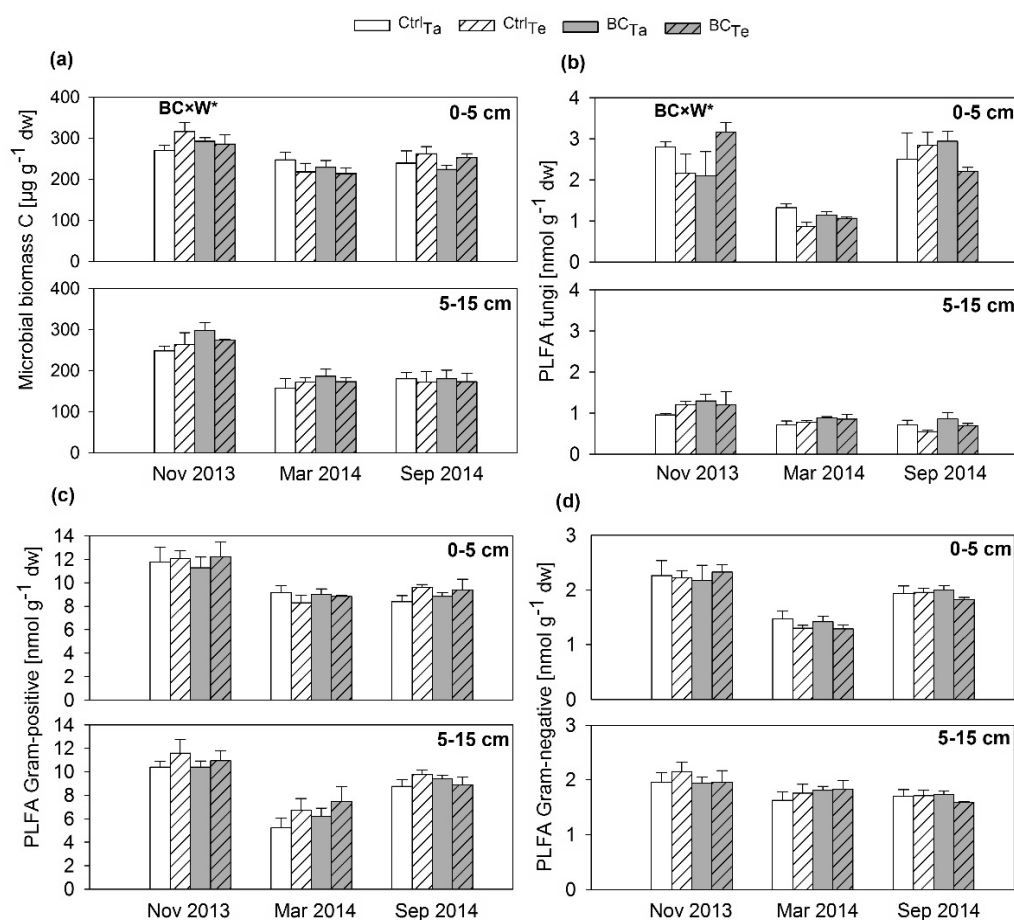 Ctrl_Ta Ctrl_Te BC_Ta BC_Te
(a)
Microbial biomass C [µg g⁻¹ dw]
400
300
200
100
0
BC×W*
0-5 cm
400
300
200
100
0
5-15 cm
Nov 2013 Mar 2014 Sep 2014
(b)
PLFA fungi [nmol g⁻¹ dw]
4
3
2
1
0
BC×W*
0-5 cm
4
3
2
1
0
5-15 cm
Nov 2013 Mar 2014 Sep 2014
(c)
PLFA Gram-positive [nmol g⁻¹ dw]
14
12
10
8
6
4
2
0
0-5 cm
14
12
10
8
6
4
2
0
5-15 cm
Nov 2013 Mar 2014 Sep 2014
(d)
PLFA Gram-negative [nmol g⁻¹ dw]
3
2
1
0
0-5 cm
3
2
1
0
5-15 cm
Nov 2013 Mar 2014 Sep 2014